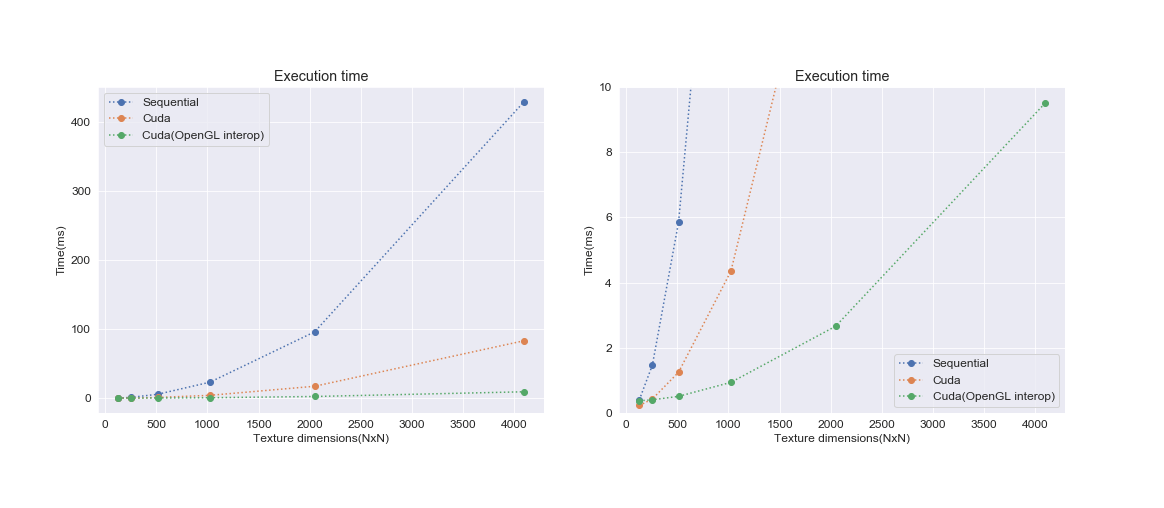 Execution time
Sequential
Cuda
Cuda(OpenGL interop)
Time(ms)
400
300
200
100
0
0 500 1000 1500 2000 2500 3000 3500 4000
Texture dimensions(NxN)
Execution time
Time(ms)
10
8
6
4
2
0
Sequential
Cuda
Cuda(OpenGL interop)
0 500 1000 1500 2000 2500 3000 3500 4000
Texture dimensions(NxN)